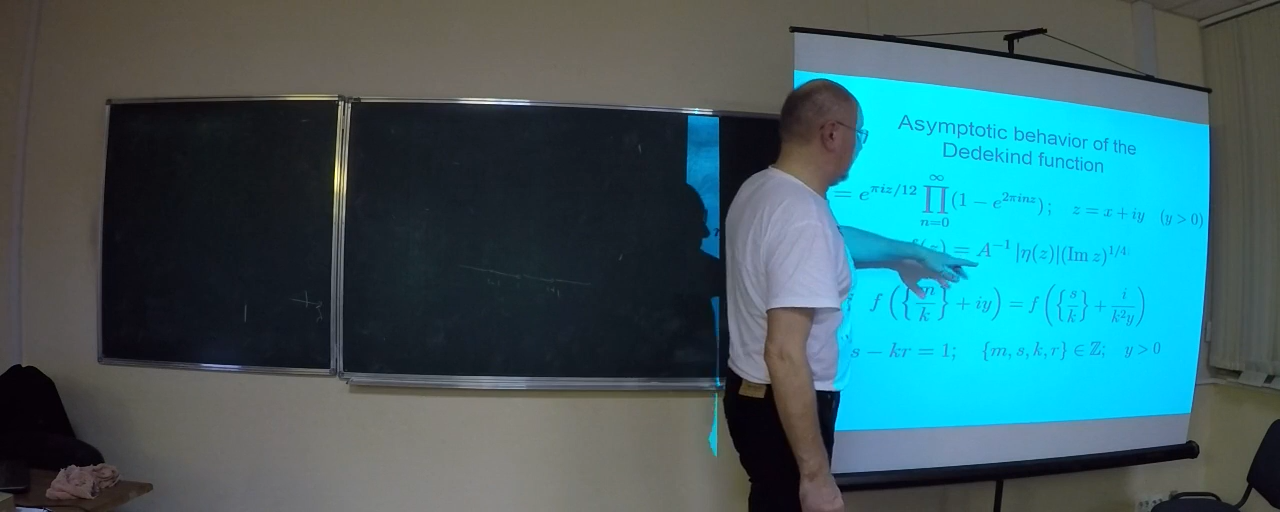 Asymptotic behavior of the
Dedekind function
= e^{πiz/12} ∏_{n=0}^{∞} (1 − e^{2πinz}); z = x + iy (y > 0)
f(z) = A^{−1} |η(z)|(Im z)^{1/4}
f({m/k} + iy) = f({s/k} + i/(k²y))
s − kr = 1; {m, s, k, r} ∈ ℤ; y > 0